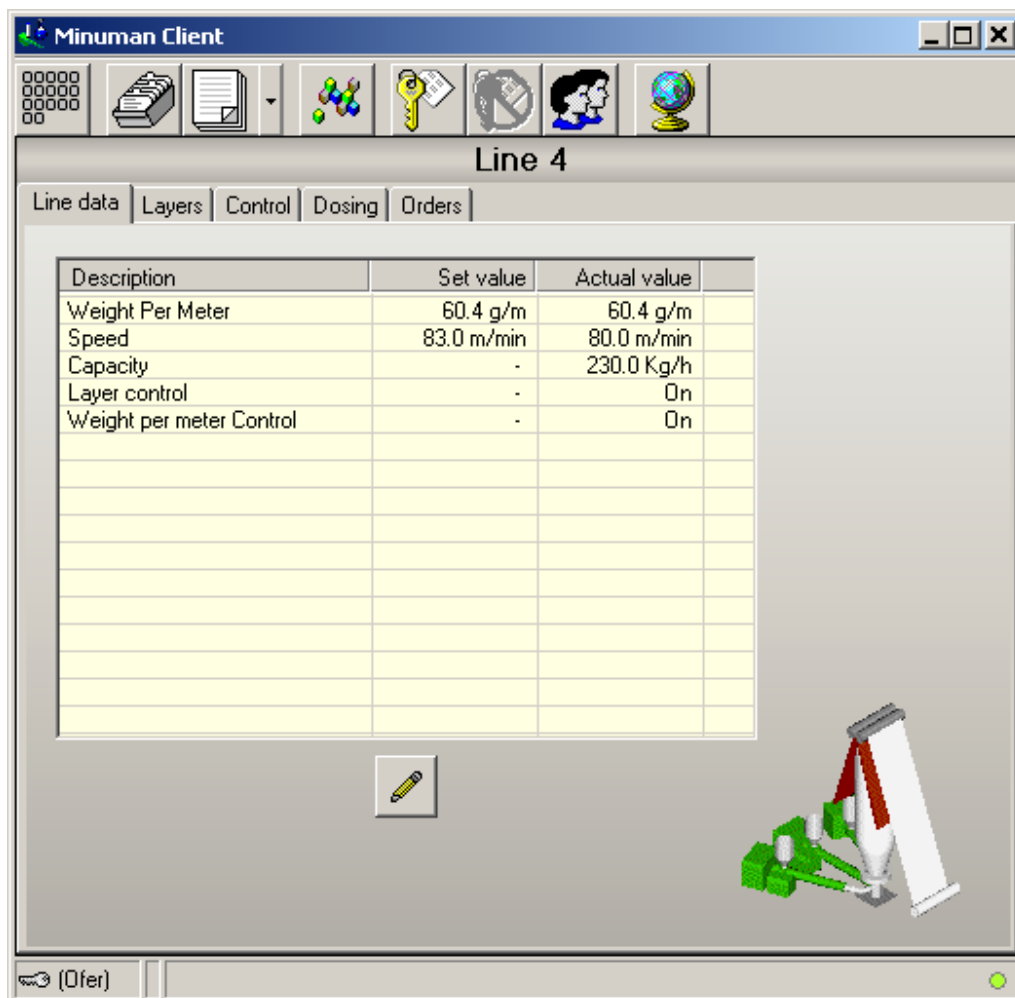 Minuman Client
Line 4
Line data Layers Control Dosing Orders
Description Set value Actual value
Weight Per Meter 60.4 g/m 60.4 g/m
Speed 83.0 m/min 80.0 m/min
Capacity - 230.0 Kg/h
Layer control - On
Weight per meter Control - On
(Ofer)